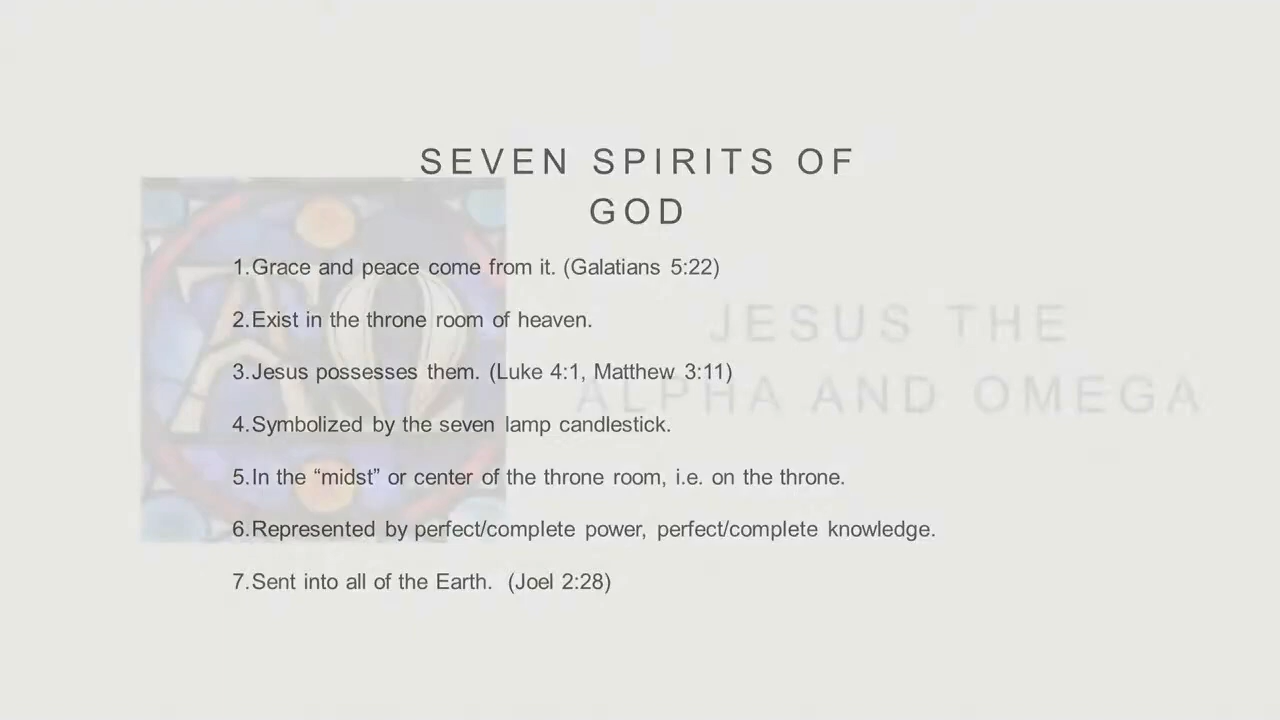 SEVEN SPIRITS OF
GOD
1.Grace and peace come from it. (Galatians 5:22)
2.Exist in the throne room of heaven.
3.Jesus possesses them. (Luke 4:1, Matthew 3:11)
4.Symbolized by the seven lamp candlestick.
5.In the “midst” or center of the throne room, i.e. on the throne.
6.Represented by perfect/complete power, perfect/complete knowledge.
7.Sent into all of the Earth.  (Joel 2:28)
JESUS THE
ALPHA AND OMEGA